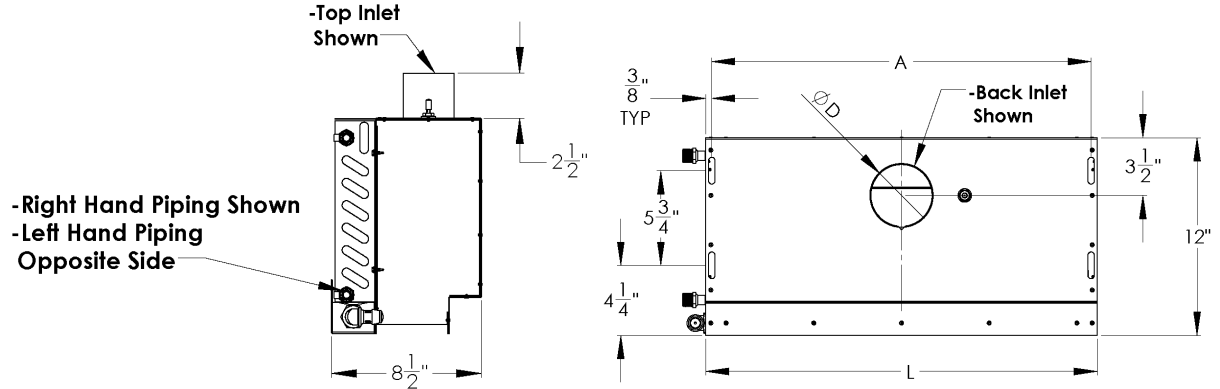 -Top Inlet
Shown
2 1/2"
-Right Hand Piping Shown
-Left Hand Piping
Opposite Side
8 1/2"
A
3/8"
TYP
ØD
-Back Inlet
Shown
3 1/2"
5 3/4"
12"
4 1/4"
L